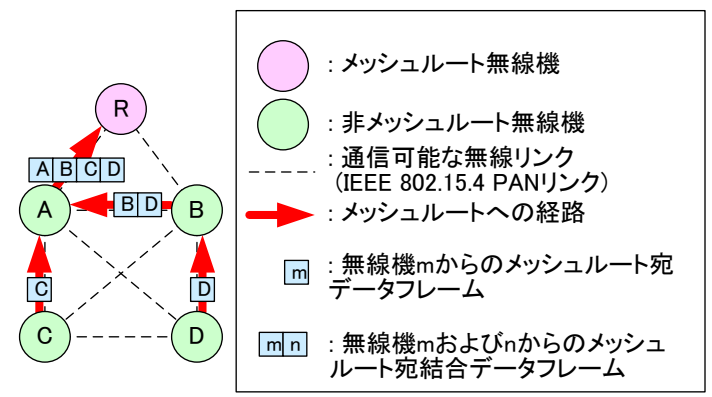 R
A B C D
A
B D
B
C
D
C
D
: メッシュルート無線機
: 非メッシュルート無線機
: 通信可能な無線リンク
(IEEE 802.15.4 PANリンク)
: メッシュルートへの経路
m
: 無線機mからのメッシュルート宛
データフレーム
m n
: 無線機mおよびnからのメッシュ
ルート宛結合データフレーム